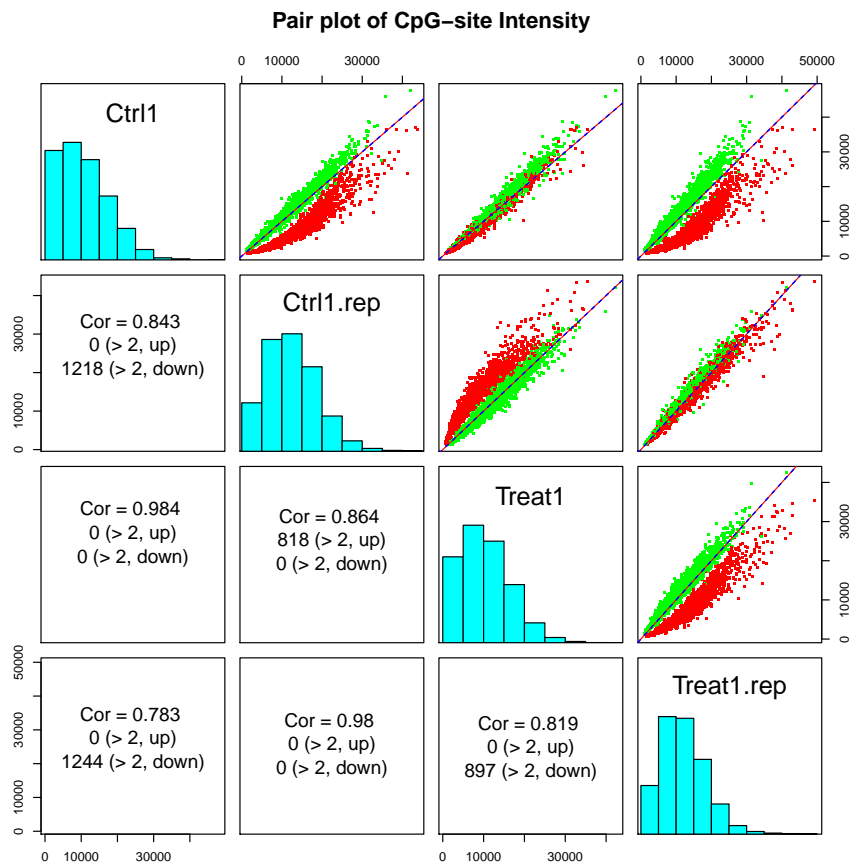 Pair plot of CpG−site Intensity
0 10000 30000
0 10000 30000 50000
Ctrl1
0 10000 30000
Cor = 0.843
0 (> 2, up)
1218 (> 2, down)
Ctrl1.rep
0 10000 30000
Cor = 0.984
0 (> 2, up)
0 (> 2, down)
Cor = 0.864
818 (> 2, up)
0 (> 2, down)
Treat1
0 10000 30000
Cor = 0.783
0 (> 2, up)
1244 (> 2, down)
Cor = 0.98
0 (> 2, up)
0 (> 2, down)
Cor = 0.819
0 (> 2, up)
897 (> 2, down)
Treat1.rep
0 10000 30000 50000
0 10000 30000
0 10000 30000